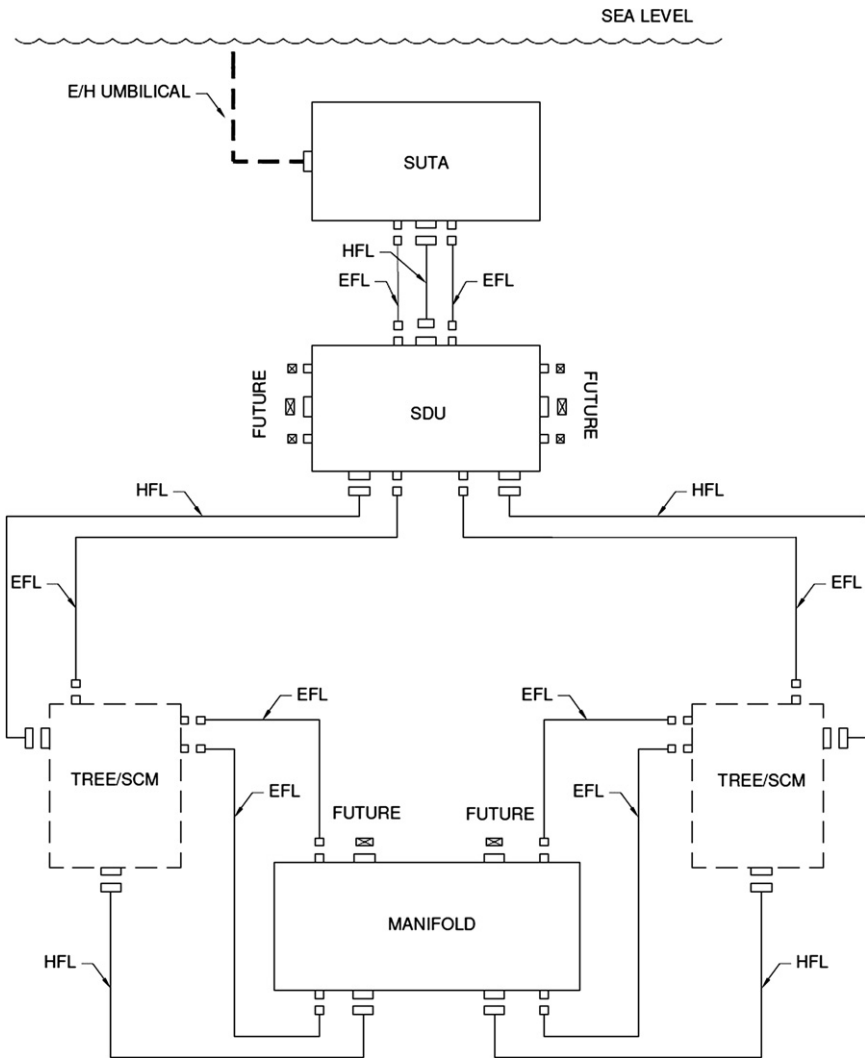 SEA LEVEL
E/H UMBILICAL
SUTA
HFL
EFL
EFL
FUTURE
FUTURE
SDU
HFL
HFL
EFL
EFL
EFL
EFL
TREE/SCM
TREE/SCM
EFL
EFL
FUTURE
FUTURE
MANIFOLD
HFL
HFL